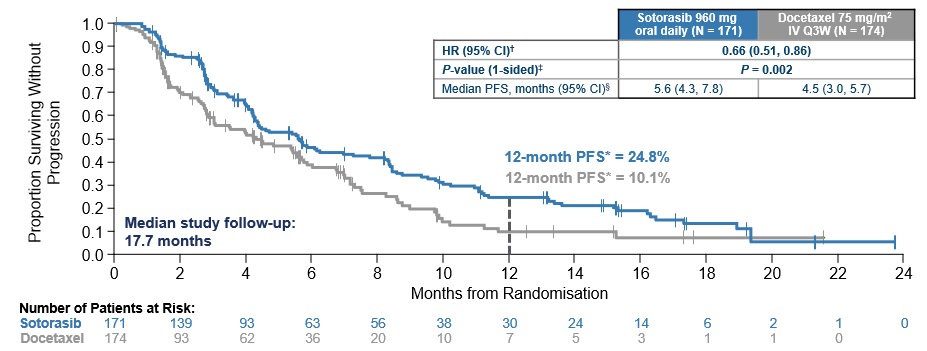 Sotorasib 960 mg oral daily (N = 171) Docetaxel 75 mg/m² IV Q3W (N = 174)
HR (95% CI)† 0.66 (0.51, 0.86)
P-value (1-sided)‡ P = 0.002
Median PFS, months (95% CI)§ 5.6 (4.3, 7.8) 4.5 (3.0, 5.7)
Proportion Surviving Without
Progression
1.0
0.9
0.8
0.7
0.6
0.5
0.4
0.3
0.2
0.1
0.0
12-month PFS* = 24.8%
12-month PFS* = 10.1%
Median study follow-up:
17.7 months
0 2 4 6 8 10 12 14 16 18 20 22 24
Months from Randomisation
Number of Patients at Risk:
Sotorasib 171 139 93 63 56 38 30 24 14 6 2 1 0
Docetaxel 174 93 62 36 20 10 7 5 3 1 1 0